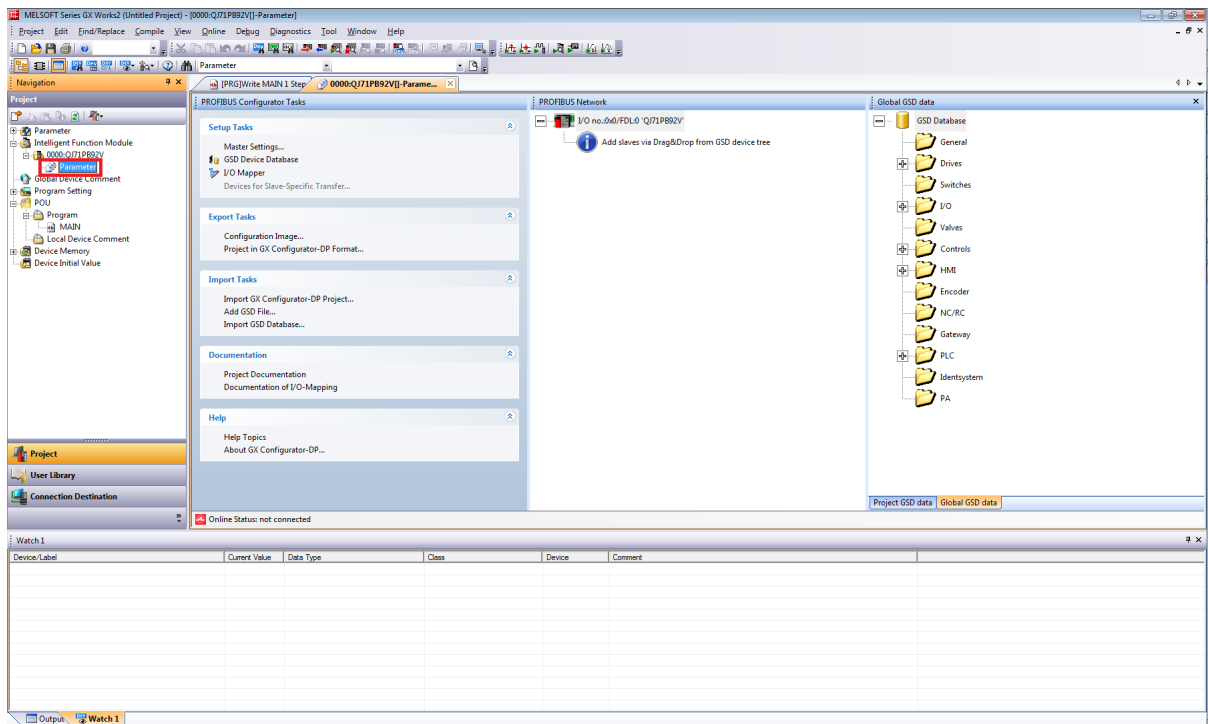 MELSOFT Series GX Works2 (Untitled Project) - [0000:QJ71PB92V[]-Parameter]
Project Edit Find/Replace Compile View Online Debug Diagnostics Tool Window Help
Parameter
Navigation
[PRG]Write MAIN 1 Step
0000:QJ71PB92V[]-Parame...
Project
Parameter
Intelligent Function Module
0000:QJ71PB92V
Parameter
Global Device Comment
Program Setting
POU
Program
MAIN
Local Device Comment
Device Memory
Device Initial Value
Project
User Library
Connection Destination
PROFIBUS Configurator Tasks
Setup Tasks
Master Settings...
GSD Device Database
I/O Mapper
Devices for Slave-Specific Transfer...
Export Tasks
Configuration Image...
Project in GX Configurator-DP Format...
Import Tasks
Import GX Configurator-DP Project...
Add GSD File...
Import GSD Database...
Documentation
Project Documentation
Documentation of I/O-Mapping
Help
Help Topics
About GX Configurator-DP...
PROFIBUS Network
I/O no.:0x0/FDL:0 'QJ71PB92V'
Add slaves via Drag&Drop from GSD device tree
Global GSD data
GSD Database
General
Drives
Switches
I/O
Valves
Controls
HMI
Encoder
NC/RC
Gateway
PLC
Identsystem
PA
Project GSD data Global GSD data
Online Status: not connected
Watch 1
Device/Label Current Value Data Type Class Device Comment
Output Watch 1